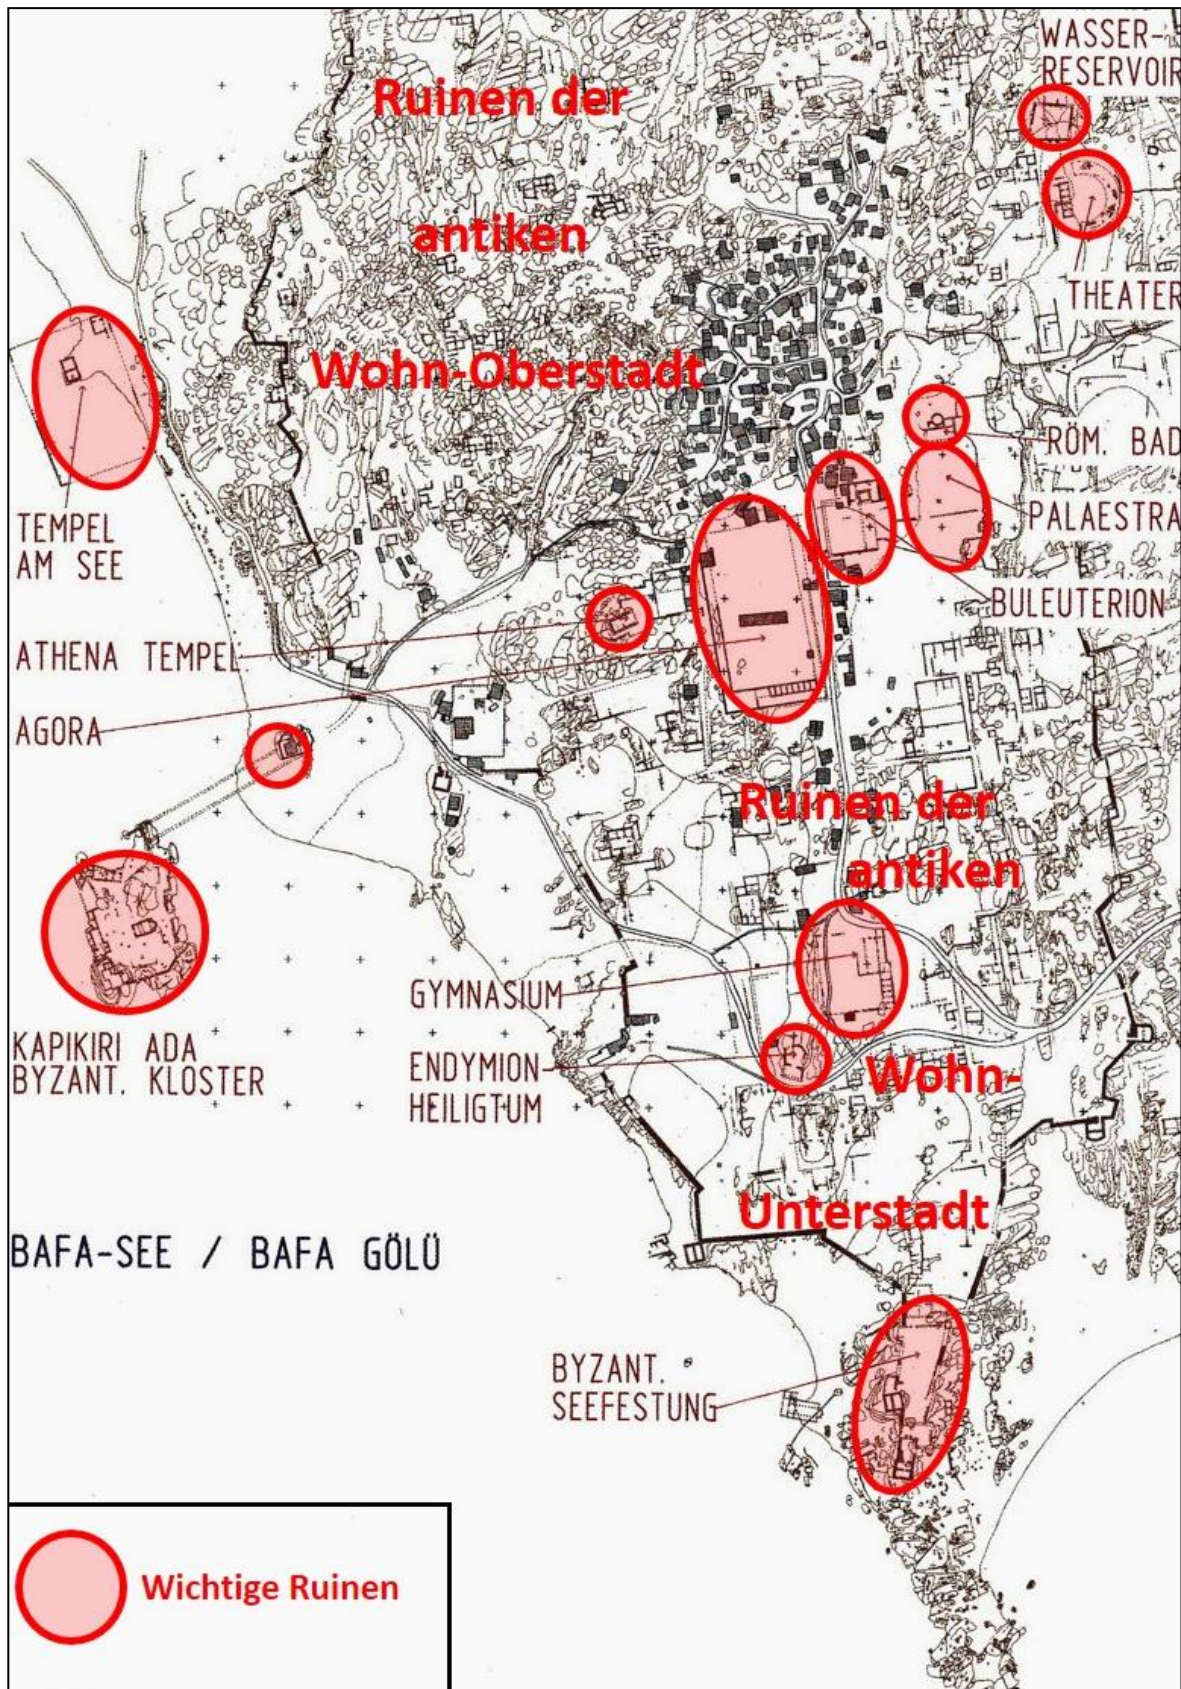 WASSER-
RESERVOIR
Ruinen der
antiken
THEATER
Wohn-Oberstadt
RÖM. BAD
PALAESTRA
TEMPEL
AM SEE
BULEUTERION
ATHENA TEMPEL
AGORA
Ruinen der
antiken
GYMNASIUM
KAPIKIRI ADA
BYZANT. KLOSTER
ENDYMION-
HEILIGTUM
Wohn-
Unterstadt
BAFA-SEE / BAFA GÖLÜ
BYZANT.
SEEFESTUNG
Wichtige Ruinen